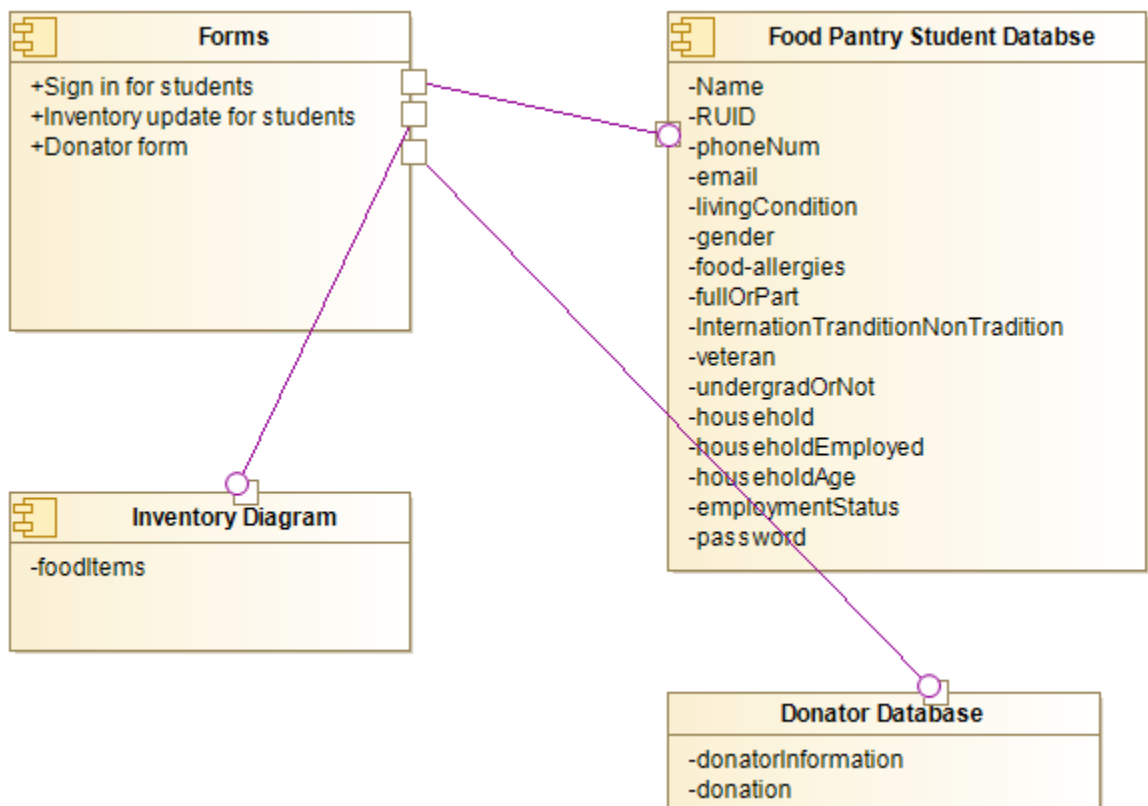 Forms
+Sign in for students
+Inventory update for students
+Donator form
Food Pantry Student Databse
-Name
-RUID
-phoneNum
-email
-livingCondition
-gender
-food-allergies
-fullOrPart
-InternationTranditionNonTradition
-veteran
-undergradOrNot
-household
-householdEmployed
-householdAge
-employmentStatus
-password
Inventory Diagram
-foodItems
Donator Database
-donatorInformation
-donation